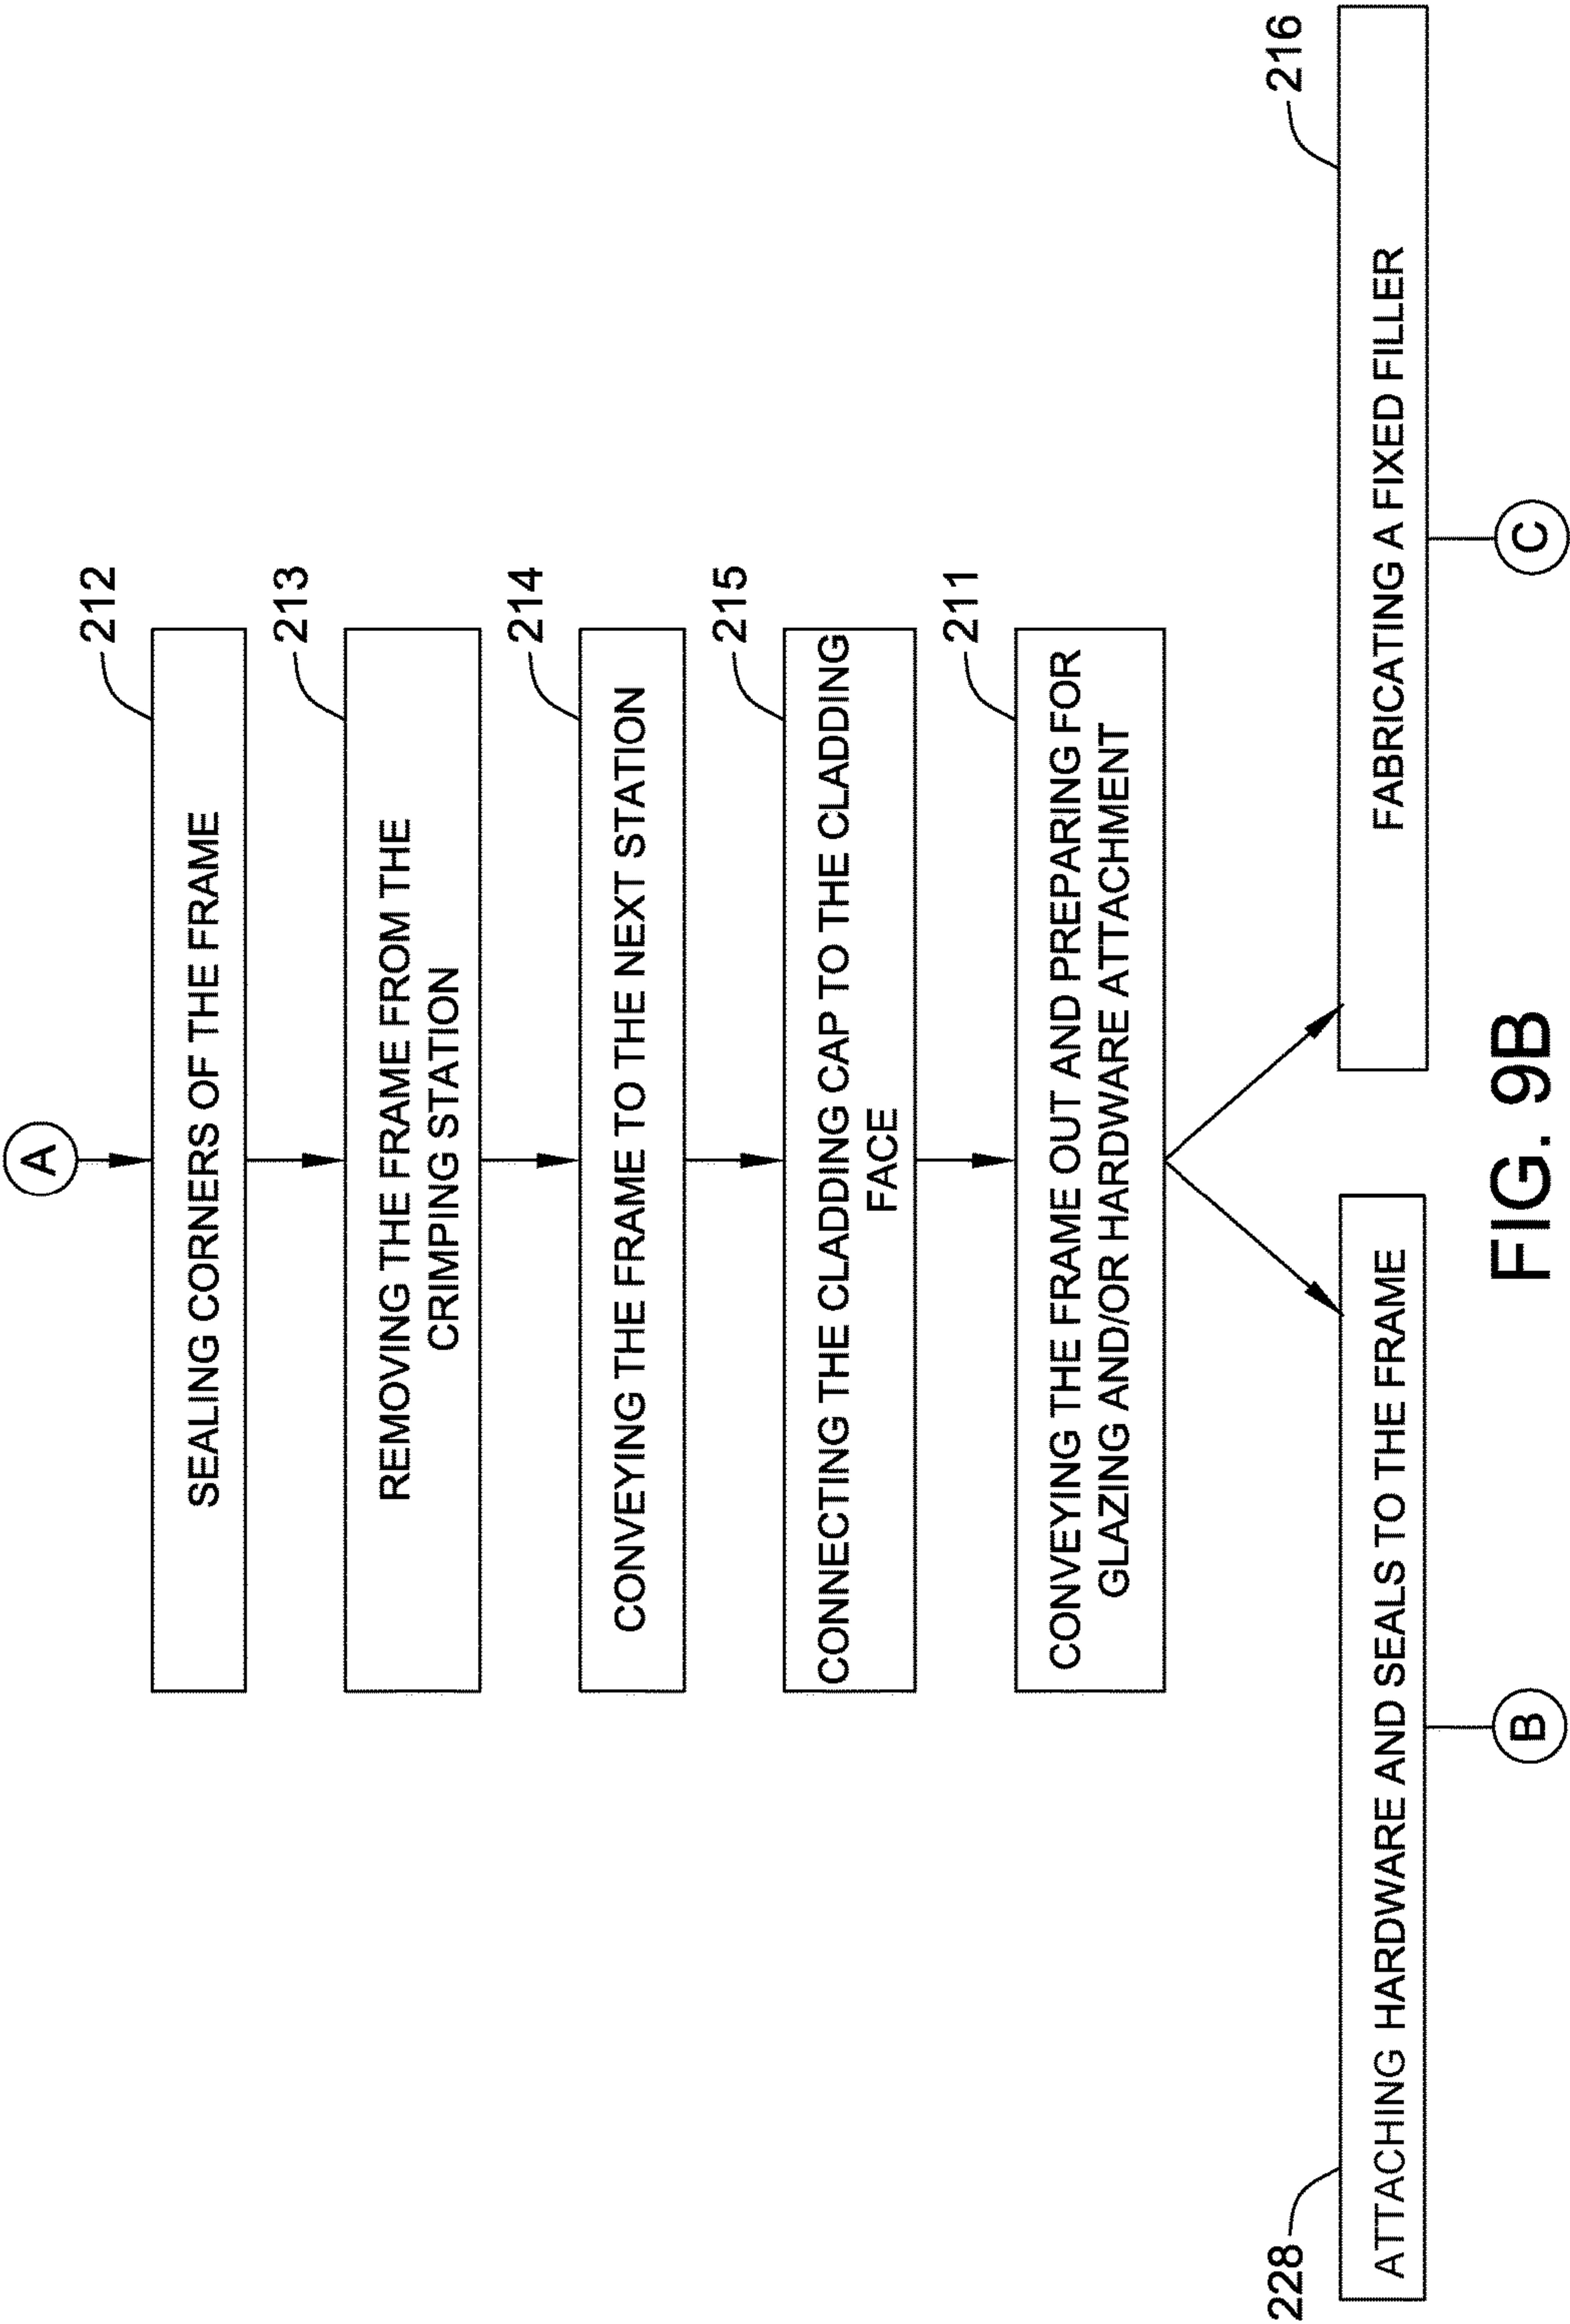 A
212
SEALING CORNERS OF THE FRAME
213
REMOVING THE FRAME FROM THE
CRIMPING STATION
214
CONVEYING THE FRAME TO THE NEXT STATION
215
CONNECTING THE CLADDING CAP TO THE CLADDING
FACE
211
CONVEYING THE FRAME OUT AND PREPARING FOR
GLAZING AND/OR HARDWARE ATTACHMENT
228
ATTACHING HARDWARE AND SEALS TO THE FRAME
216
FABRICATING A FIXED FILLER
B
C
FIG. 9B